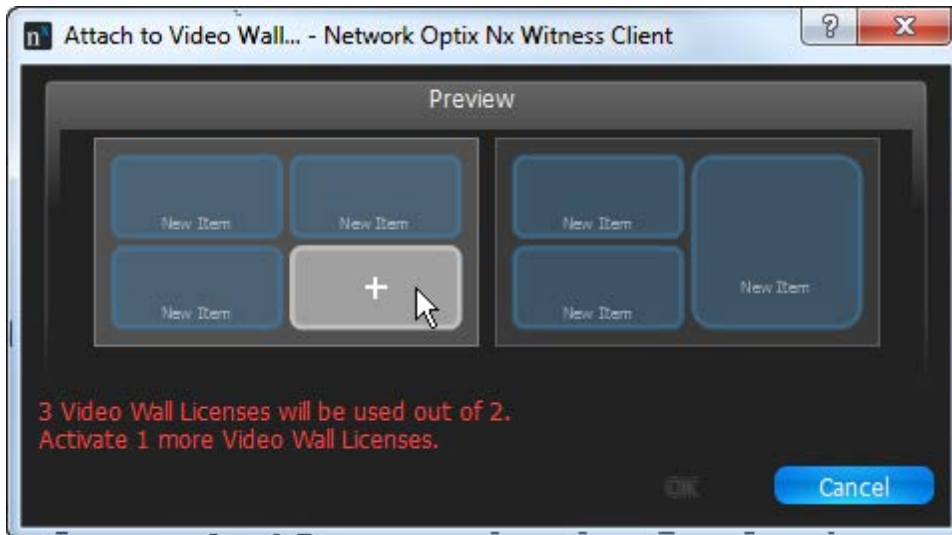 nx Attach to Video Wall... - Network Optix Nx Witness Client ? X
Preview
New Item
New Item
New Item
+
New Item
New Item
New Item
3 Video Wall Licenses will be used out of 2.
Activate 1 more Video Wall Licenses.
OK
Cancel